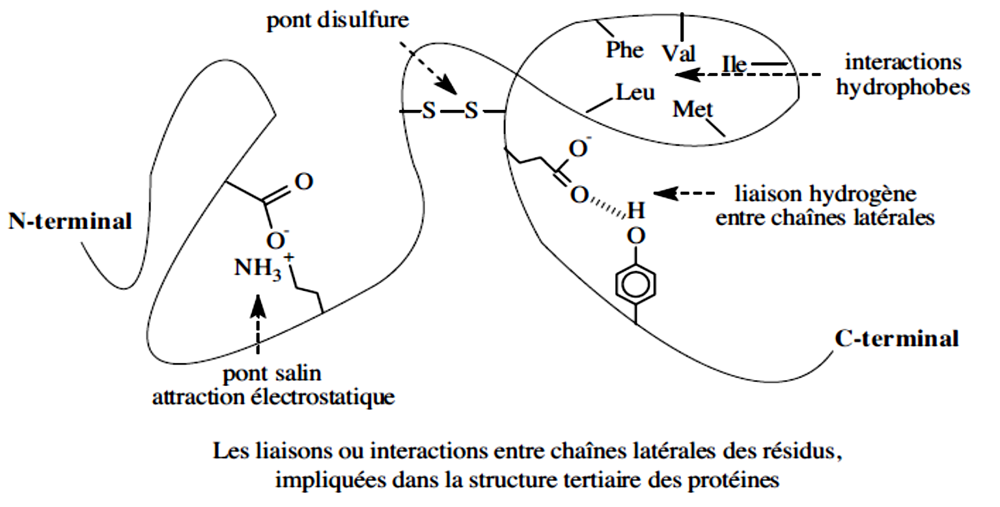 pont disulfure
Phe
Val
Ile
interactions
hydrophobes
Leu
Met
S—S
O⁻
O
O
liaison hydrogène
entre chaînes latérales
H
O
N-terminal
O⁻
NH₃⁺
C-terminal
pont salin
attraction électrostatique
Les liaisons ou interactions entre chaînes latérales des résidus,
impliquées dans la structure tertiaire des protéines